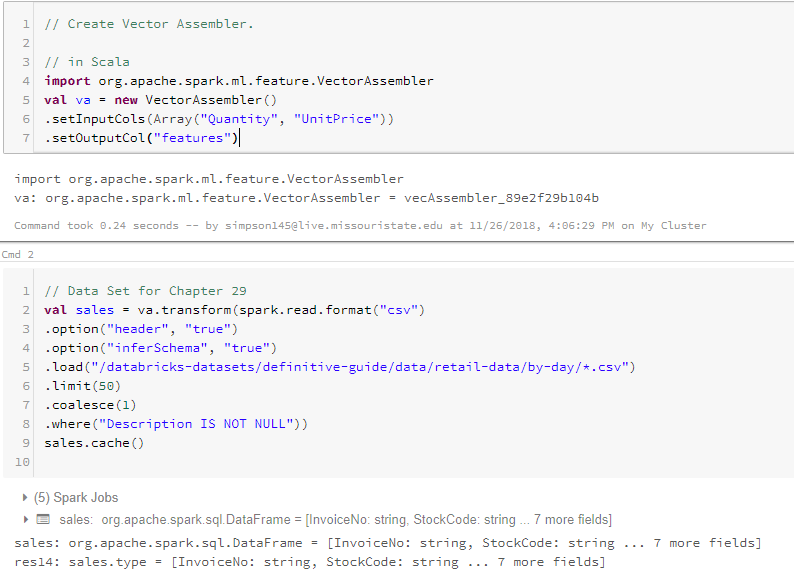 1 // Create Vector Assembler.
2
3 // in Scala
4 import org.apache.spark.ml.feature.VectorAssembler
5 val va = new VectorAssembler()
6 .setInputCols(Array("Quantity", "UnitPrice"))
7 .setOutputCol("features")
import org.apache.spark.ml.feature.VectorAssembler
va: org.apache.spark.ml.feature.VectorAssembler = vecAssembler_89e2f29b104b
Command took 0.24 seconds -- by simpson145@live.missouristate.edu at 11/26/2018, 4:06:29 PM on My Cluster
Cmd 2
1 // Data Set for Chapter 29
2 val sales = va.transform(spark.read.format("csv")
3 .option("header", "true")
4 .option("inferSchema", "true")
5 .load("/databricks-datasets/definitive-guide/data/retail-data/by-day/*.csv")
6 .limit(50)
7 .coalesce(1)
8 .where("Description IS NOT NULL"))
9 sales.cache()
10
(5) Spark Jobs
sales: org.apache.spark.sql.DataFrame = [InvoiceNo: string, StockCode: string ... 7 more fields]
sales: org.apache.spark.sql.DataFrame = [InvoiceNo: string, StockCode: string ... 7 more fields]
res14: sales.type = [InvoiceNo: string, StockCode: string ... 7 more fields]